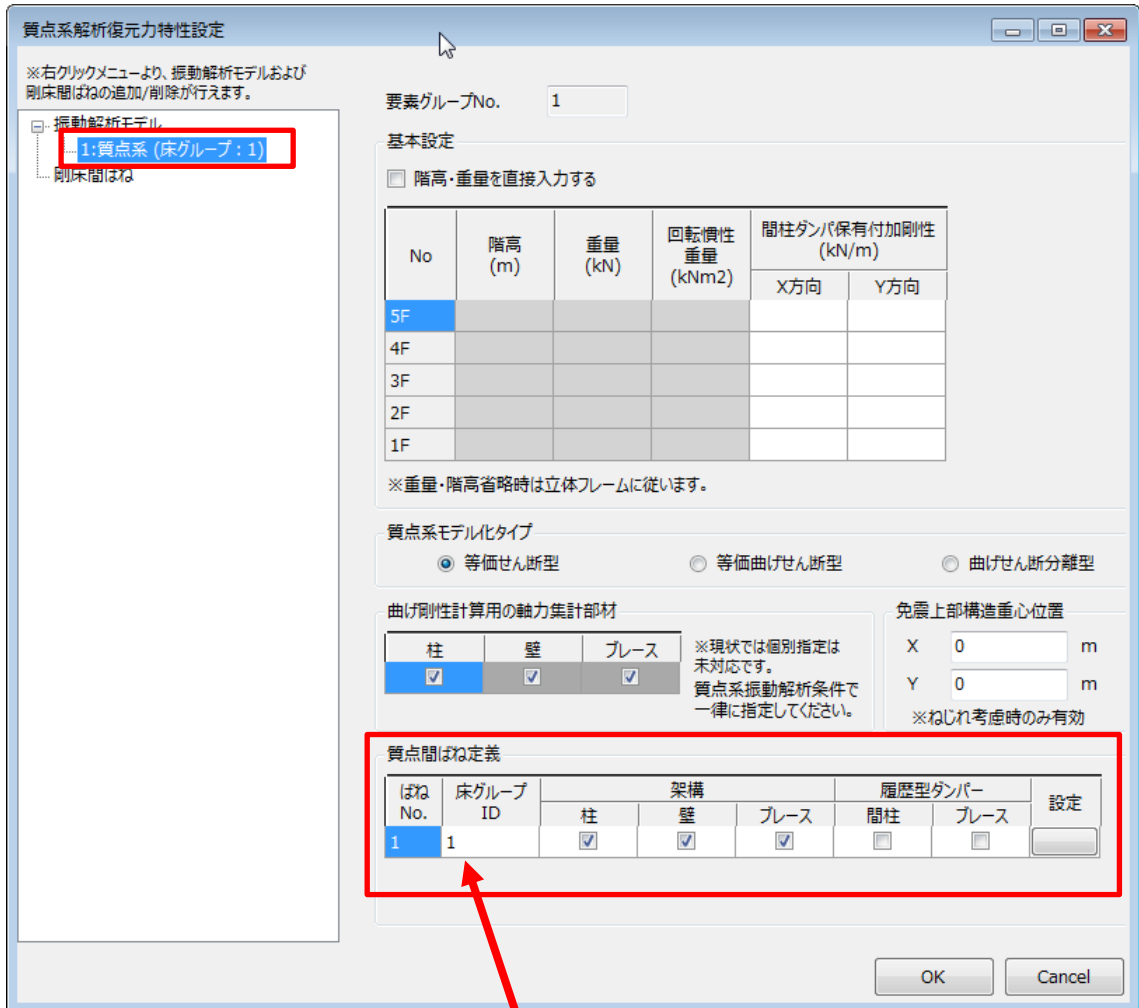 質点系解析復元力特性設定
※右クリックメニューより、振動解析モデルおよび
剛床間ばねの追加/削除が行えます。
振動解析モデル
1:質点系 (床グループ : 1)
剛床間ばね
要素グループNo. 1
基本設定
階高・重量を直接入力する
No 階高 (m) 重量 (kN) 回転慣性 重量 (kNm2) 間柱ダンパ保有付加剛性 (kN/m)
X方向 Y方向
5F
4F
3F
2F
1F
※重量・階高省略時は立体フレームに従います。
質点系モデル化タイプ
等価せん断型 等価曲げせん断型 曲げせん断分離型
曲げ剛性計算用の軸力集計部材
柱 壁 ブレース
※現状では個別指定は
未対応です。
質点系振動解析条件で
一律に指定してください。
免震上部構造重心位置
X 0 m
Y 0 m
※ねじれ考慮時のみ有効
質点間ばね定義
ばね No. 床グループ ID 架構 履歴型ダンパー 設定
柱 壁 ブレース 間柱 ブレース
1 1
OK Cancel